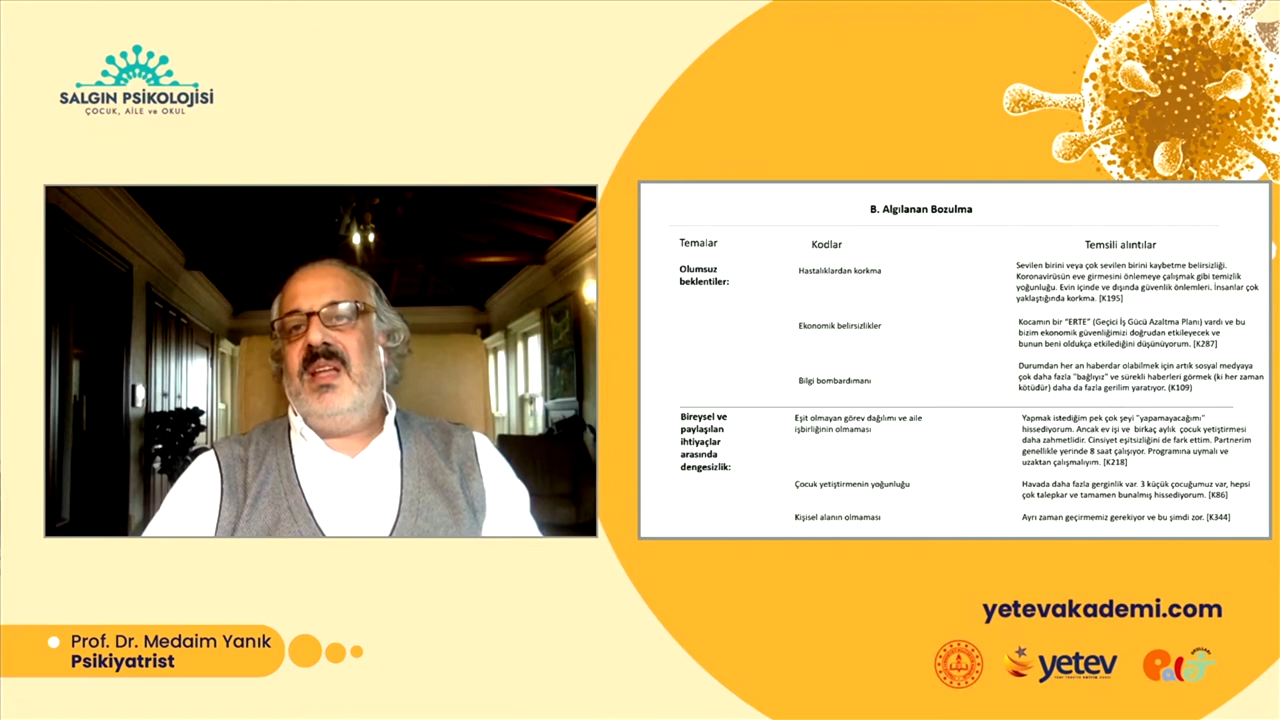 SALGIN PSİKOLOJİSİ
ÇOCUK, AİLE ve OKUL
B. Algılanan Bozulma
Temalar
Kodlar
Temsili alıntılar
Olumsuz
beklentiler:
Hastalıklardan korkma
Sevilen birini veya çok sevilen birini kaybetme belirsizliği.
Koronavirüsün eve girmesini önlemeye çalışmak gibi temizlik
yoğunluğu. Evin içinde ve dışında güvenlik önlemleri. İnsanlar çok
yaklaştığında korkma. [K195]
Ekonomik belirsizlikler
Kocamın bir "ERTE" (Geçici İş Gücü Azaltma Planı) vardı ve bu
bizim ekonomik güvenliğimizi doğrudan etkileyecek ve
bunun beni oldukça etkilediğini düşünüyorum. [K287]
Bilgi bombardımanı
Durumdan her an haberdar olabilmek için artık sosyal medyaya
çok daha fazla "bağlıyız" ve sürekli haberleri görmek (ki her zaman
kötüdür) daha da fazla gerilim yaratıyor. (K109)
Bireysel ve
paylaşılan
ihtiyaçlar
arasında
dengesizlik:
Eşit olmayan görev dağılımı ve aile
işbirliğinin olmaması
Yapmak istediğim pek çok şeyi "yapamayacağımı"
hissediyorum. Ancak ev işi ve birkaç aylık çocuk yetiştirmesi
daha zahmetlidir. Cinsiyet eşitsizliğini de fark ettim. Partnerim
genellikle yerinde 8 saat çalışıyor. Programına uymalı ve
uzaktan çalışmalıyım. [K218]
Çocuk yetiştirmenin yoğunluğu
Havada daha fazla gerginlik var. 3 küçük çocuğumuz var, hepsi
çok talepkar ve tamamen bunalmış hissediyorum. [K86]
Kişisel alanın olmaması
Ayrı zaman geçirmemiz gerekiyor ve bu şimdi zor. [K344]
Prof. Dr. Medaim Yanık
Psikiyatrist
yetevakademi.com
yetev
Palet